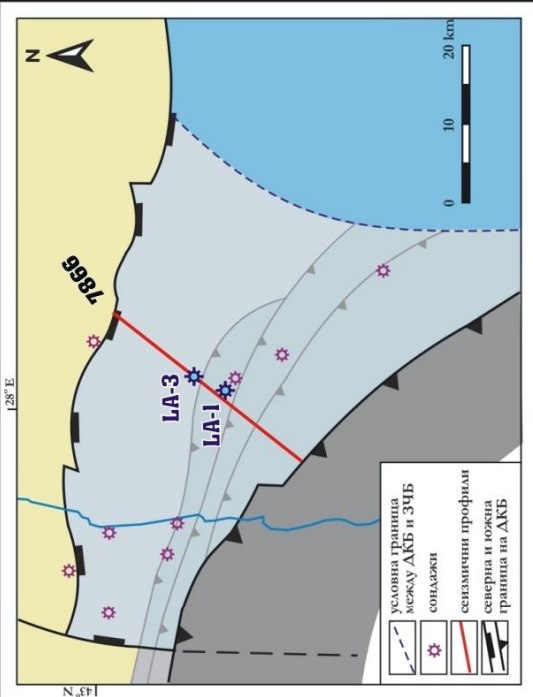 28° E
43° N
N
7866
LA-3
LA-1
0 10 20 km
условна граница
между ДКБ и ЗЧБ
сондажи
сеизмични профили
северна и южна
граница на ДКБ